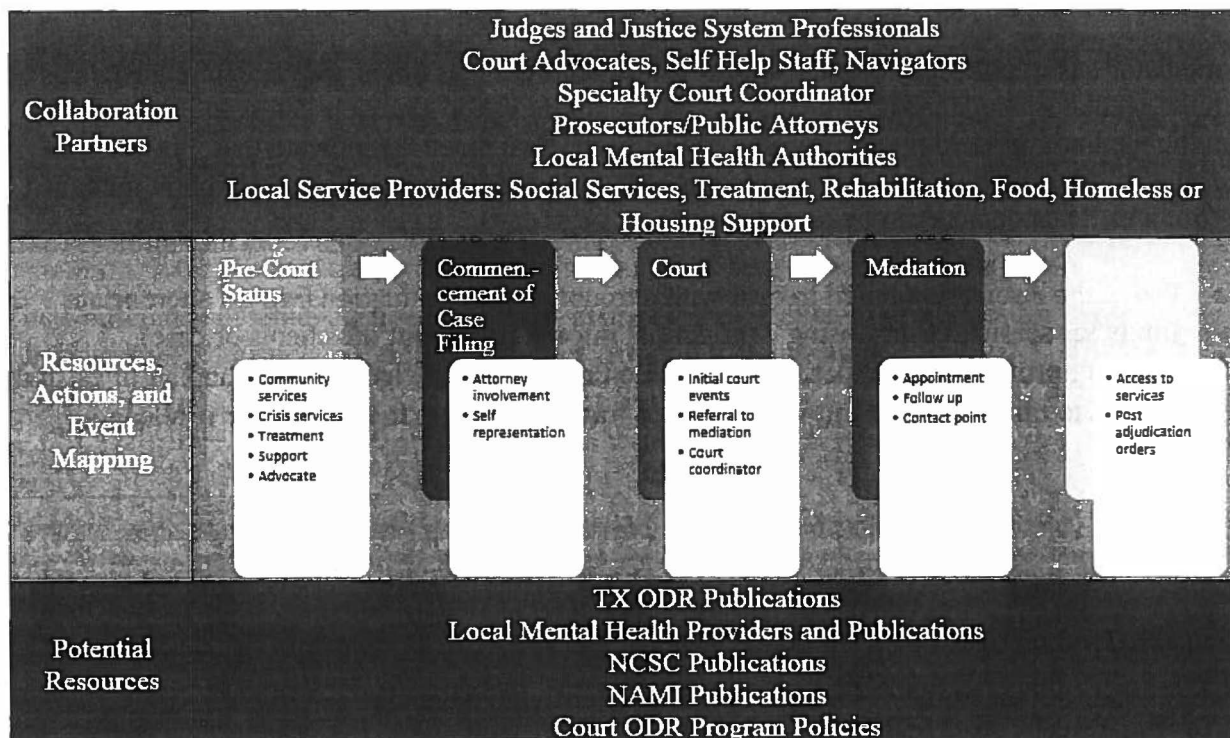 Collaboration
Partners
Judges and Justice System Professionals
Court Advocates, Self Help Staff, Navigators
Specialty Court Coordinator
Prosecutors/Public Attorneys
Local Mental Health Authorities
Local Service Providers: Social Services, Treatment, Rehabilitation, Food, Homeless or
Housing Support
Resources,
Actions, and
Event
Mapping
Pre-Court
Status
• Community
services
• Crisis services
• Treatment
• Support
• Advocate
Commen-
cement of
Case
Filing
• Attorney
involvement
• Self
representation
Court
• Initial court
events
• Referral to
mediation
• Court
coordinator
Mediation
• Appointment
• Follow up
• Contact point
• Access to
services
• Post
adjudication
orders
Potential
Resources
TX ODR Publications
Local Mental Health Providers and Publications
NCSC Publications
NAMI Publications
Court ODR Program Policies